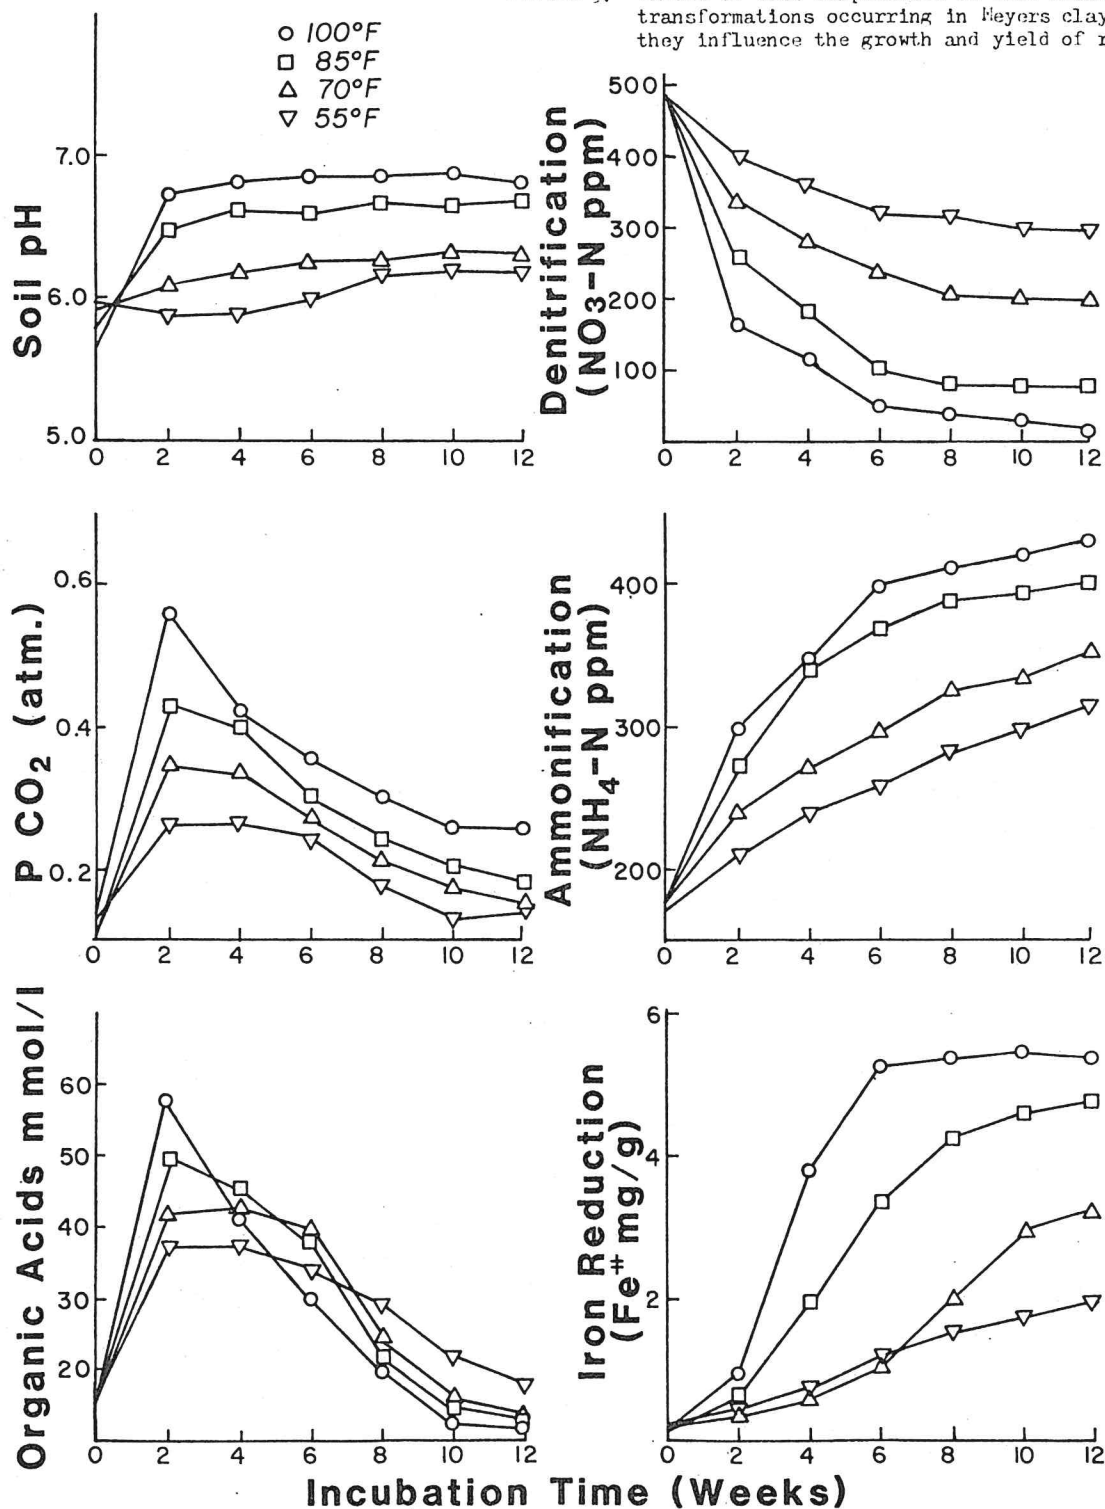 transformations occurring in Meyers clay
they influence the growth and yield of r
100°F
85°F
70°F
55°F
Soil pH
7.0
6.0
5.0
0 2 4 6 8 10 12
Denitrification
(NO3-N ppm)
500
400
300
200
100
0 2 4 6 8 10 12
P CO2 (atm.)
0.6
0.4
0.2
0 2 4 6 8 10 12
Ammonification
(NH4-N ppm)
400
300
200
0 2 4 6 8 10 12
Organic Acids m mol/l
60
50
40
30
20
0 2 4 6 8 10 12
Iron Reduction
(Fe++mg/g)
6
4
2
0 2 4 6 8 10 12
Incubation Time (Weeks)